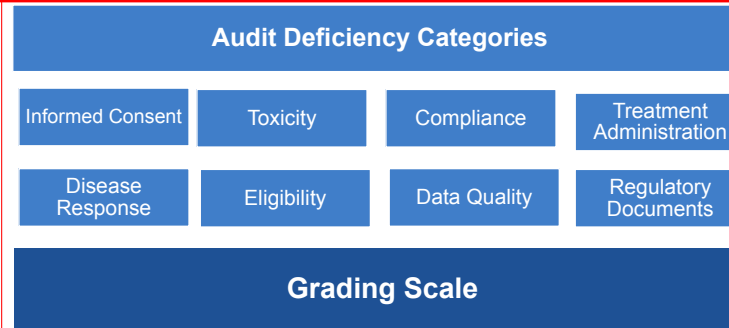 Audit Deficiency Categories
Informed Consent
Toxicity
Compliance
Treatment
Administration
Disease
Response
Eligibility
Data Quality
Regulatory
Documents
Grading Scale